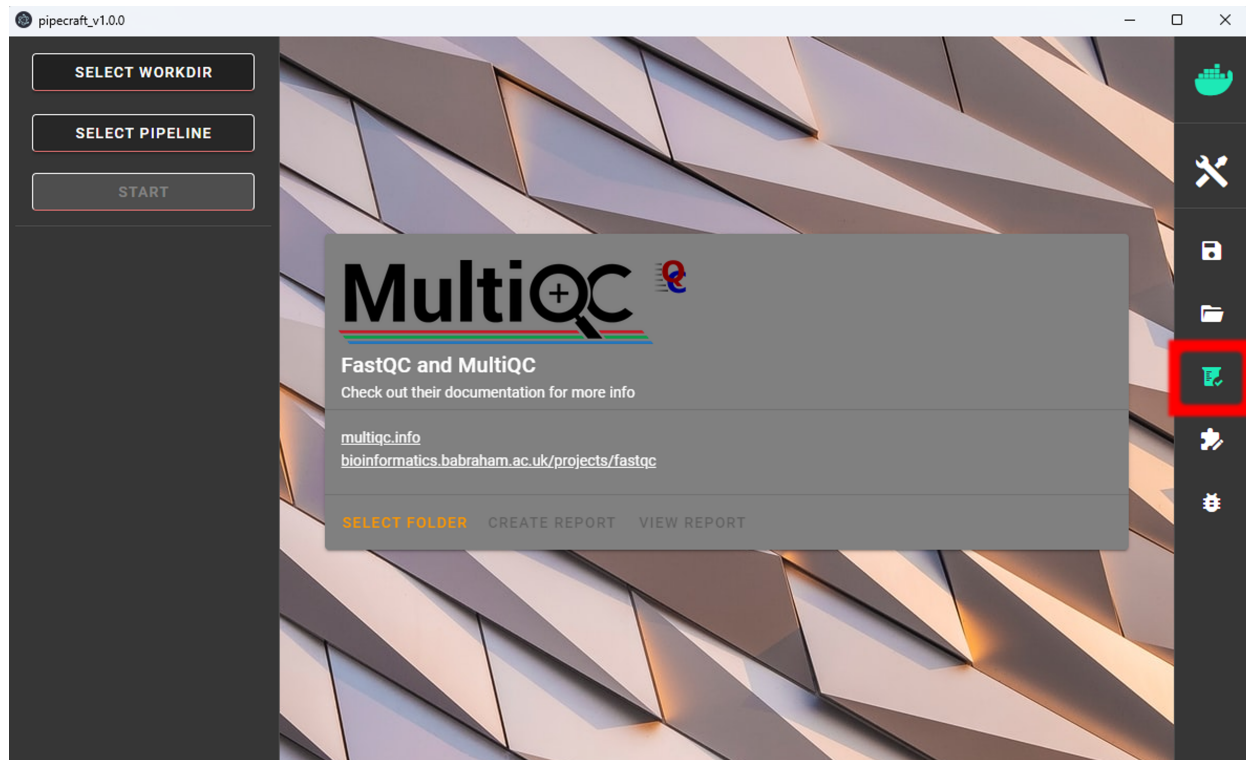 pipecraft_v1.0.0
SELECT WORKDIR
SELECT PIPELINE
START
MultiQC
QC
FastQC and MultiQC
Check out their documentation for more info
multiqc.info
bioinformatics.babraham.ac.uk/projects/fastqc
SELECT FOLDER CREATE REPORT VIEW REPORT